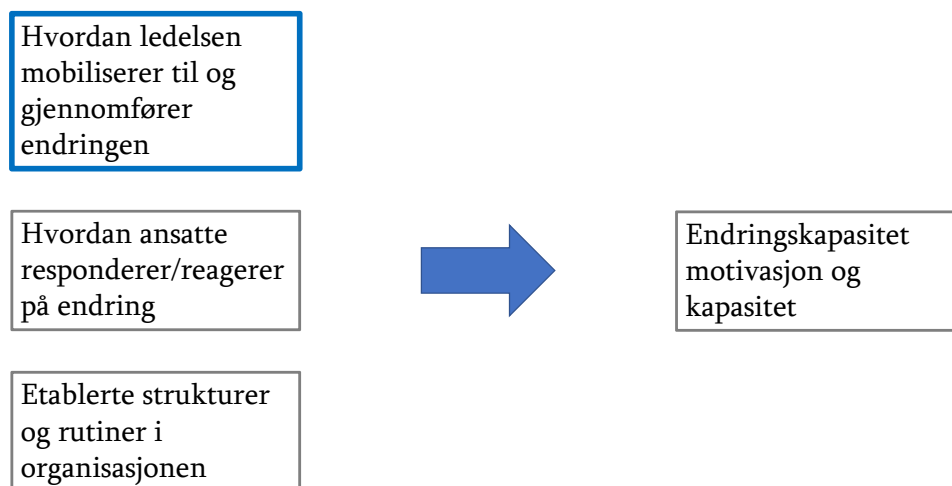 Hvordan ledelsen
mobiliserer til og
gjennomfører
endringen
Hvordan ansatte
responderer/reagerer
på endring
Endringskapasitet
motivasjon og
kapasitet
Etablerte strukturer
og rutiner i
organisasjonen